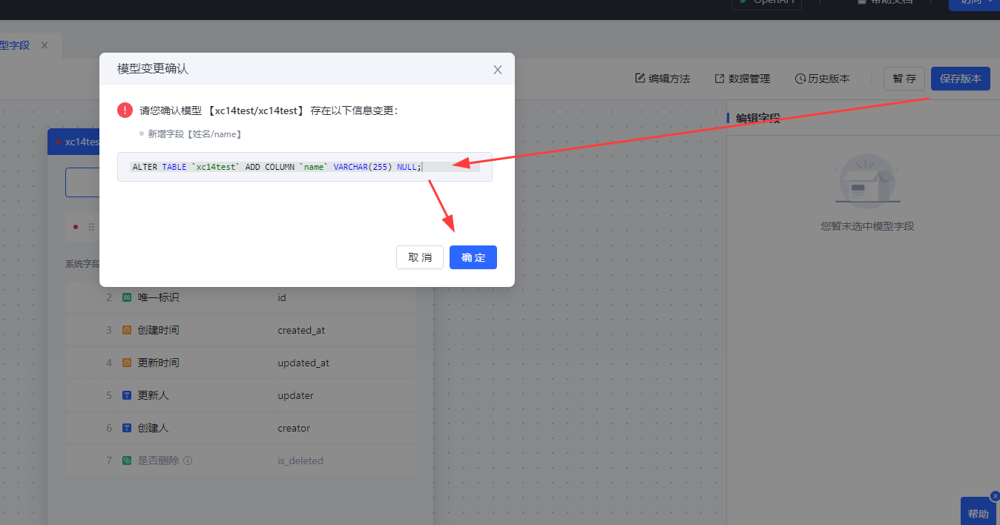 OpenAPI
帮助文档
访问
型字段
模型变更确认
编辑方法
数据管理
历史版本
暂 存
保存版本
请您确认模型 【xc14test/xc14test】 存在以下信息变更：
新增字段【姓名/name】
ALTER TABLE `xc14test` ADD COLUMN `name` VARCHAR(255) NULL;
取 消
确 定
xc14tes
系统字段
2 唯一标识 id
3 创建时间 created_at
4 更新时间 updated_at
5 更新人 updater
6 创建人 creator
7 是否删除 is_deleted
编辑字段
您暂未选中模型字段
帮助